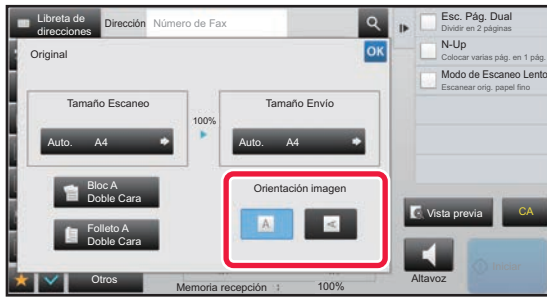 Libreta de
direcciones
Dirección
Número de Fax
Original
OK
Tamaño Escaneo
Auto. A4
100%
Tamaño Envío
Auto. A4
Bloc A
Doble Cara
Folleto A
Doble Cara
Orientación imagen
A
A
Otros
Memoria recepción : 100%
Esc. Pág. Dual
Dividir en 2 páginas
N-Up
Colocar varias pág. en 1 pág.
Modo de Escaneo Lento
Escanear orig. papel fino
Vista previa
CA
Altavoz
Inicio